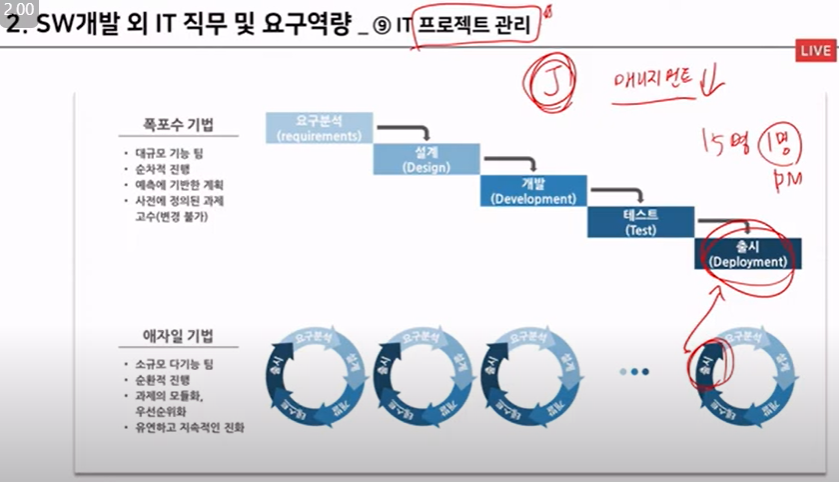 2.00
2. SW개발 외 IT 직무 및 요구역량 _ ⑨ IT 프로젝트 관리
LIVE
J
매니지먼트
15명 1명
PM
폭포수 기법
• 대규모 기능 팀
• 순차적 진행
• 예측에 기반한 계획
• 사전에 정의된 과제
고수(변경 불가)
요구분석
(requirements)
설계
(Design)
개발
(Development)
테스트
(Test)
출시
(Deployment)
애자일 기법
• 소규모 다기능 팀
• 순환적 진행
• 과제의 모듈화,
우선순위화
• 유연하고 지속적인 진화
요구분석
설계
개발
테스트
출시
요구분석
설계
개발
테스트
출시
요구분석
설계
개발
테스트
출시
요구분석
설계
개발
테스트
출시